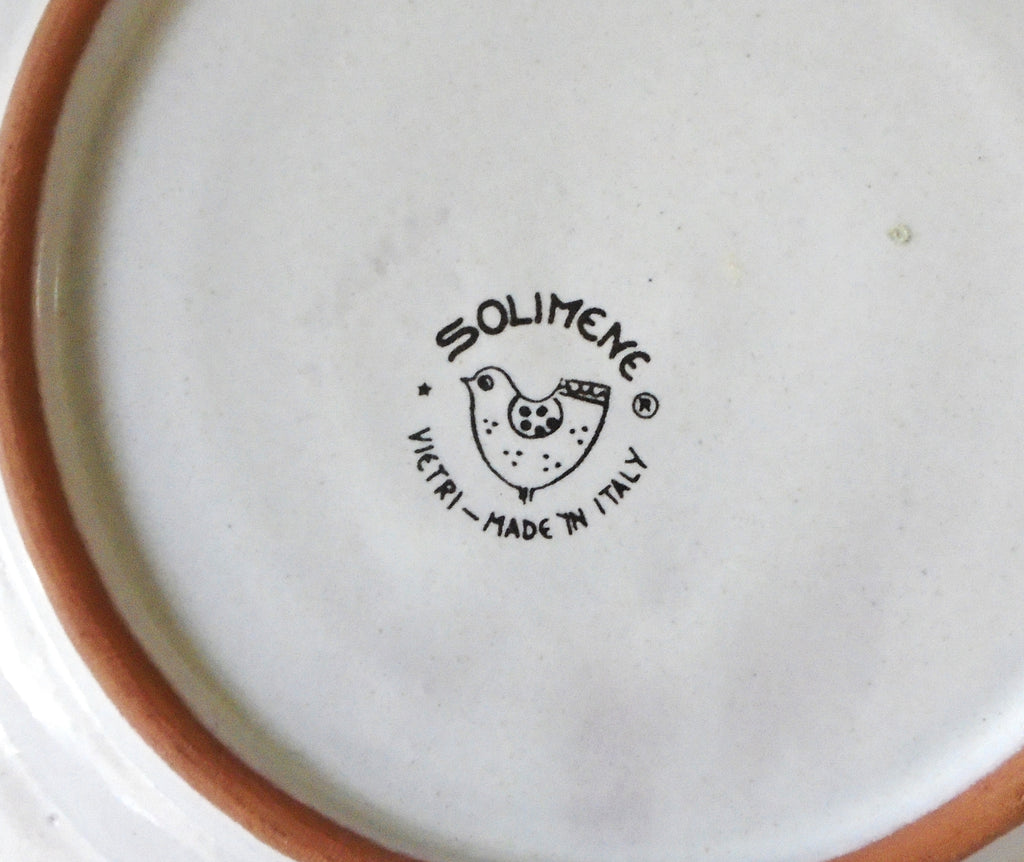 SOLIMENE
®
VIETRI – MADE IN ITALY